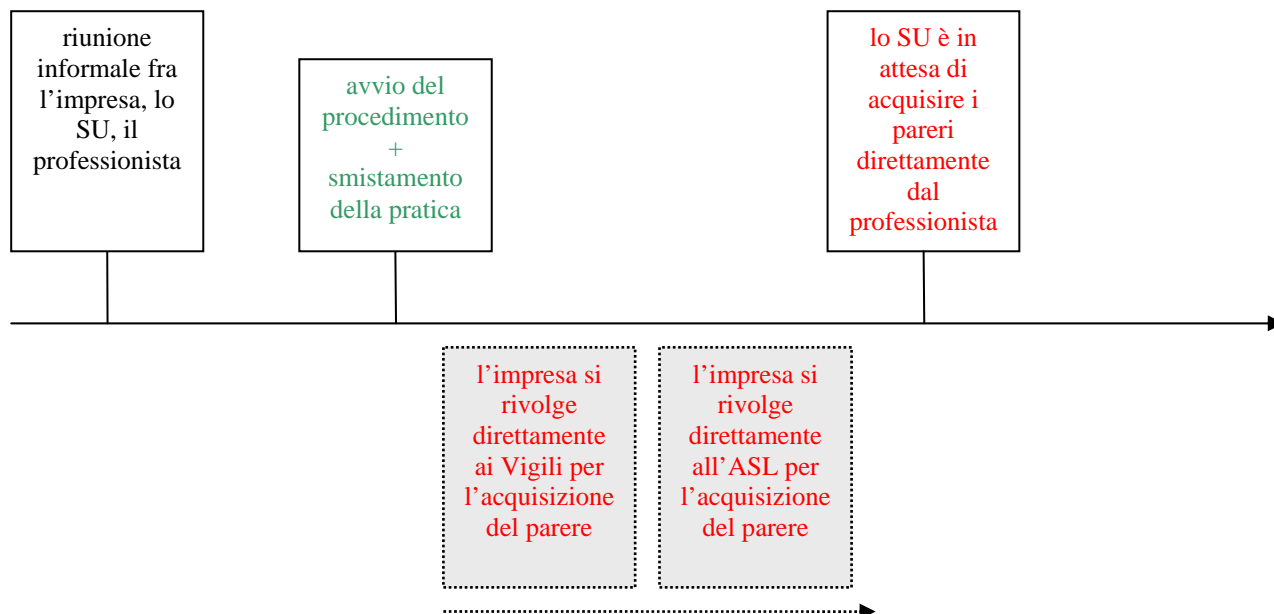 riunione
informale fra
l’impresa, lo
SU, il
professionista
avvio del
procedimento
+
smistamento
della pratica
lo SU è in
attesa di
acquisire i
pareri
direttamente
dal
professionista
l’impresa si
rivolge
direttamente
ai Vigili per
l’acquisizione
del parere
l’impresa si
rivolge
direttamente
all’ASL per
l’acquisizione
del parere